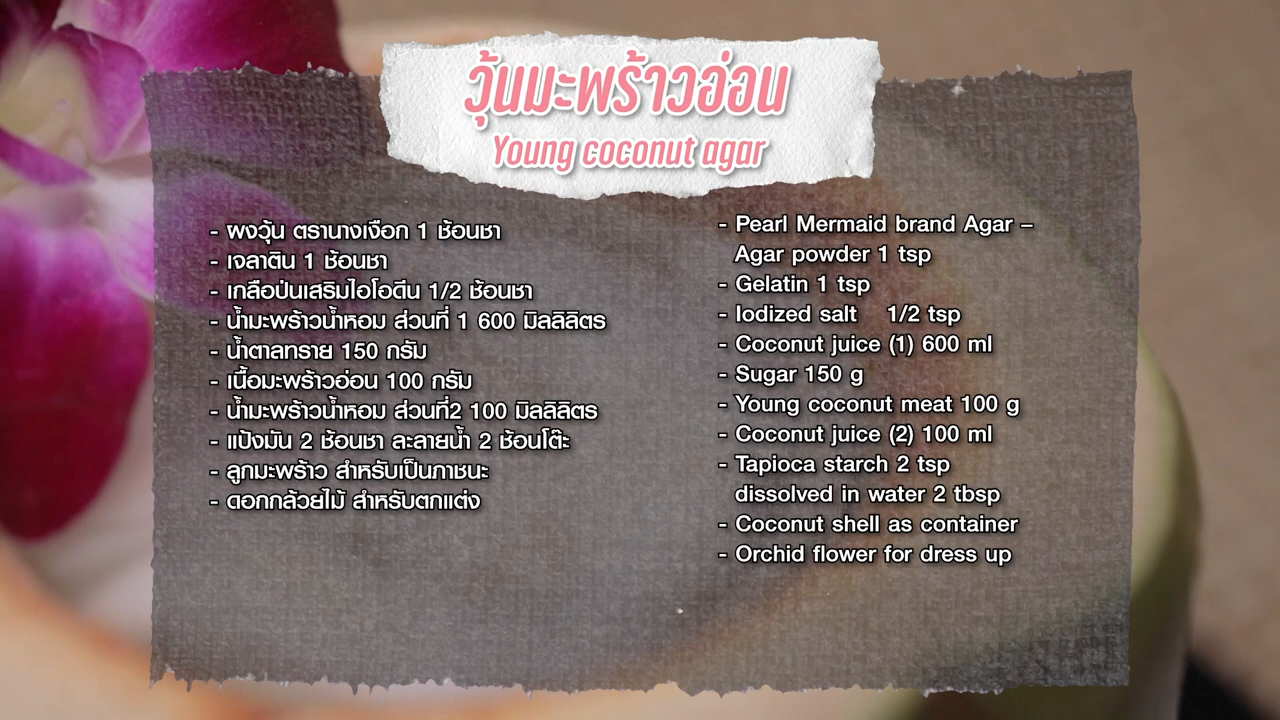 วุ้นมะพร้าวอ่อน
Young coconut agar
- ผงวุ้น ตรานางเงือก 1 ช้อนชา
- เจลาติน 1 ช้อนชา
- เกลือป่นเสริมไอโอดีน 1/2 ช้อนชา
- น้ำมะพร้าวน้ำหอม ส่วนที่ 1 600 มิลลิลิตร
- น้ำตาลทราย 150 กรัม
- เนื้อมะพร้าวอ่อน 100 กรัม
- น้ำมะพร้าวน้ำหอม ส่วนที่2 100 มิลลิลิตร
- แป้งมัน 2 ช้อนชา ละลายน้ำ 2 ช้อนโต๊ะ
- ลูกมะพร้าว สำหรับเป็นภาชนะ
- ดอกกล้วยไม้ สำหรับตกแต่ง
- Pearl Mermaid brand Agar –
Agar powder 1 tsp
- Gelatin 1 tsp
- Iodized salt 1/2 tsp
- Coconut juice (1) 600 ml
- Sugar 150 g
- Young coconut meat 100 g
- Coconut juice (2) 100 ml
- Tapioca starch 2 tsp
dissolved in water 2 tbsp
- Coconut shell as container
- Orchid flower for dress up